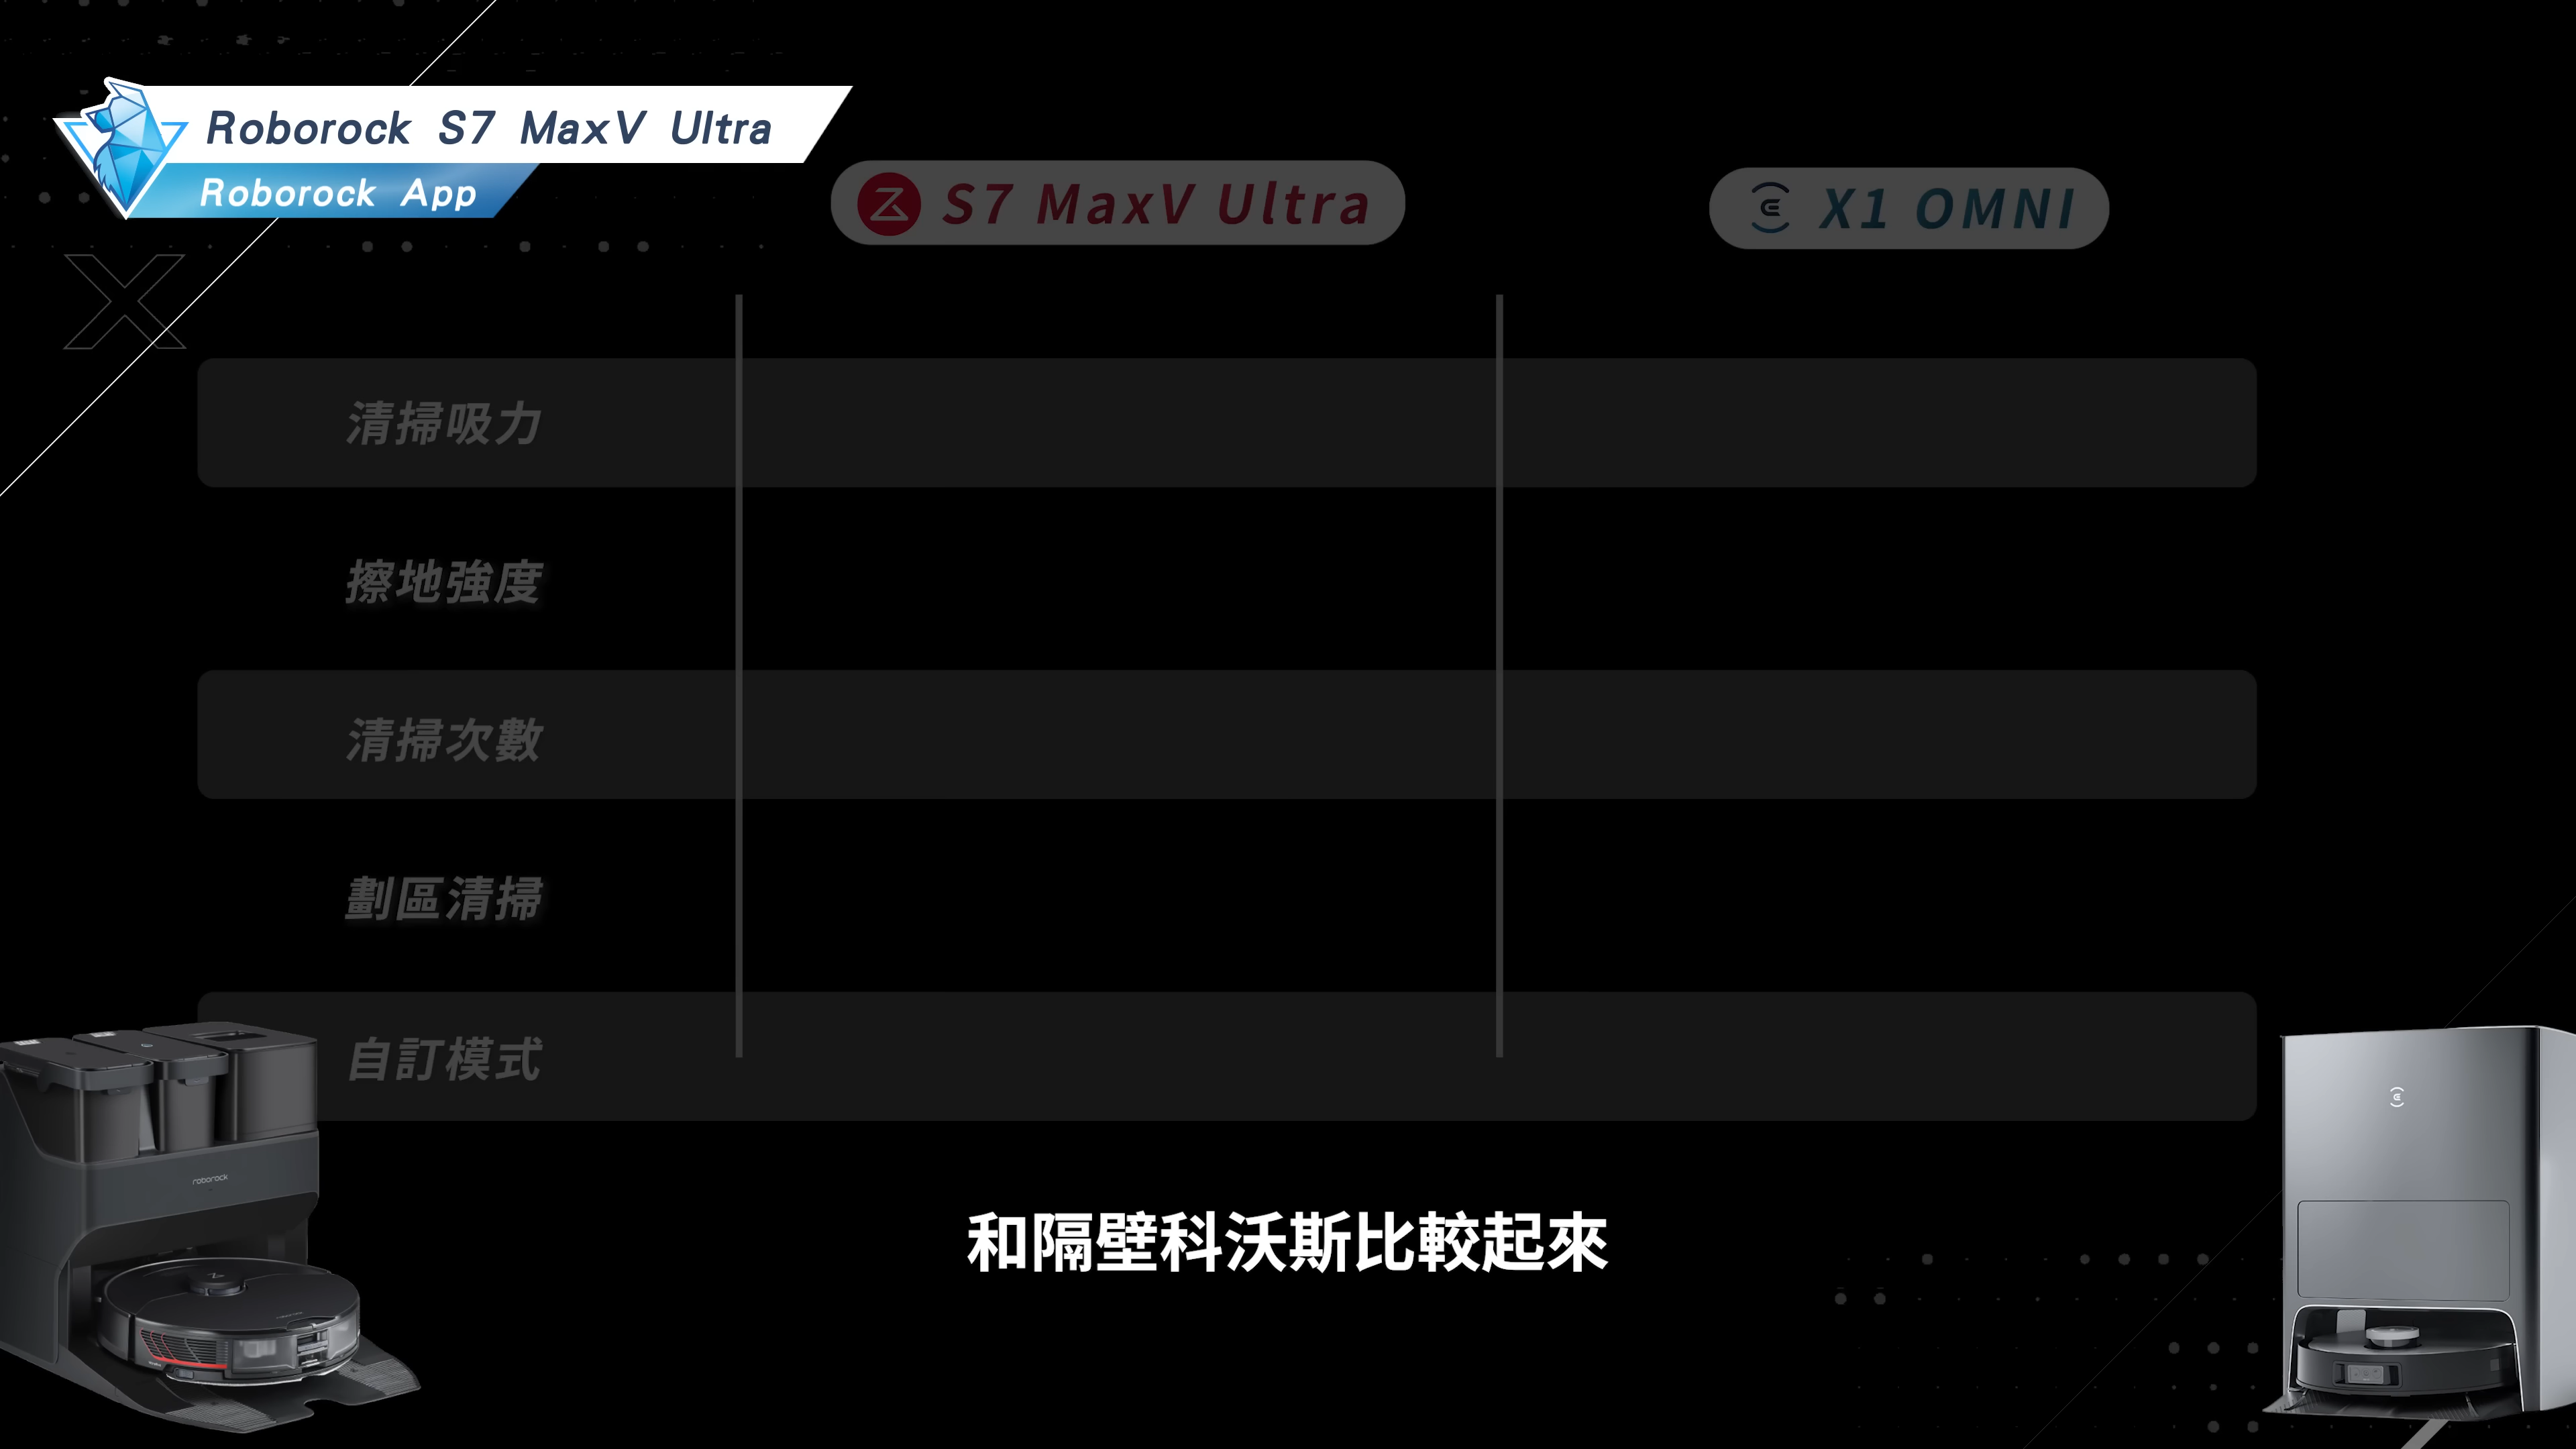 Roborock S7 MaxV Ultra
Roborock App
S7 MaxV Ultra
X1 OMNI
清掃吸力
擦地強度
清掃次數
劃區清掃
自訂模式
roborock
和隔壁科沃斯比較起來